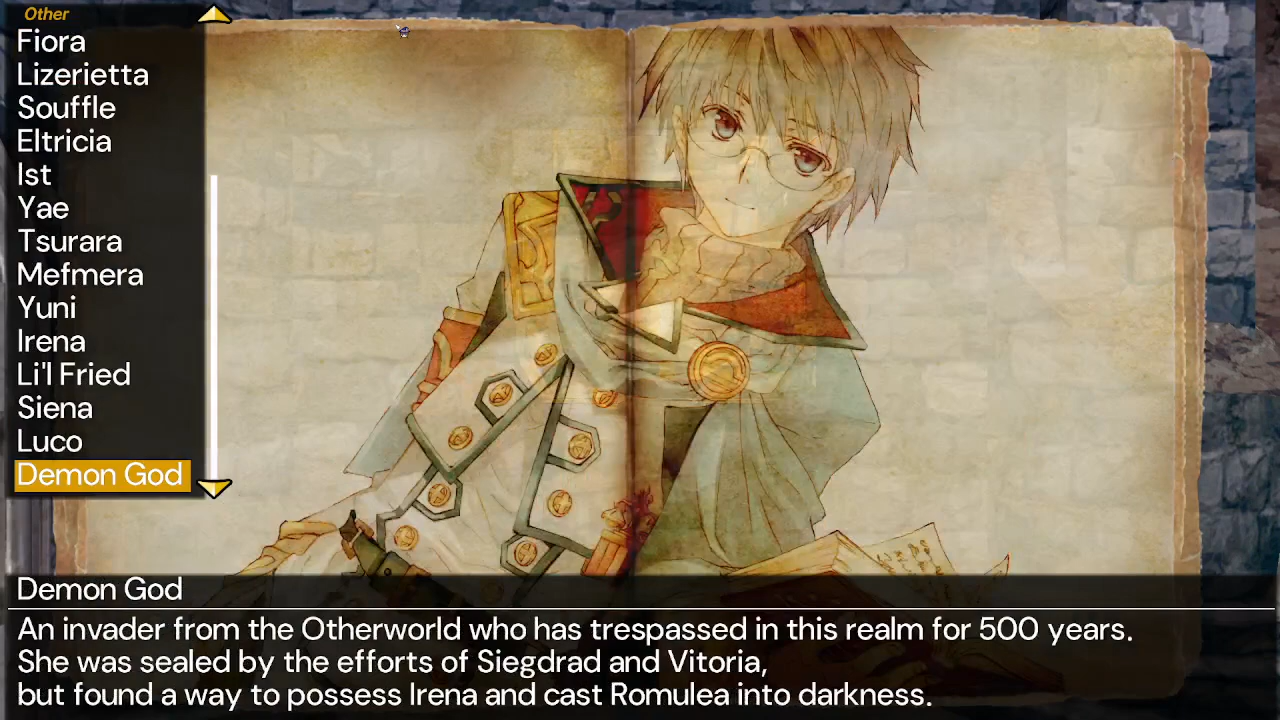 Other
Fiora
Lizerietta
Souffle
Eltricia
Ist
Yae
Tsurara
Mefmera
Yuni
Irena
Li'l Fried
Siena
Luco
Demon God
Demon God
An invader from the Otherworld who has trespassed in this realm for 500 years.
She was sealed by the efforts of Siegdrad and Vitoria,
but found a way to possess Irena and cast Romulea into darkness.